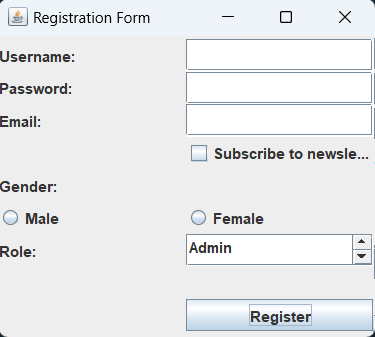 Registration Form
Username:
Password:
Email:
Subscribe to newsle...
Gender:
Male Female
Role: Admin
Register